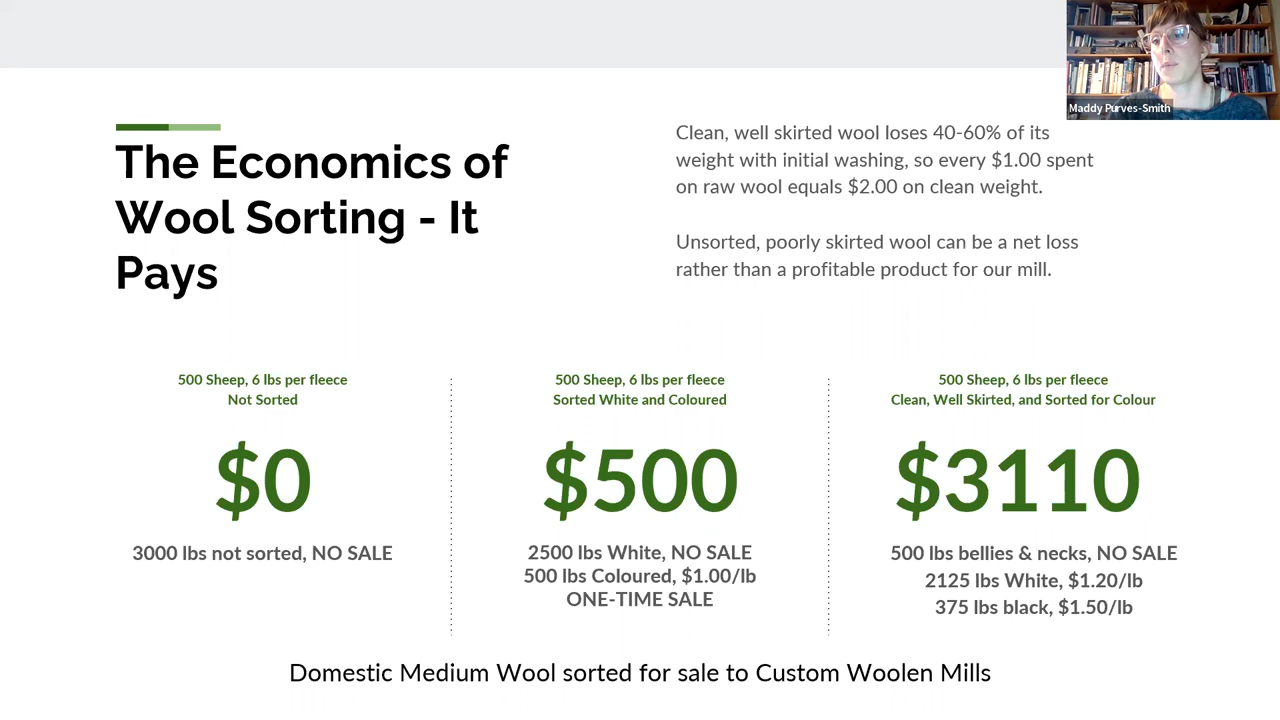 Maddy Purves-Smith
The Economics of
Wool Sorting - It
Pays
Clean, well skirted wool loses 40-60% of its
weight with initial washing, so every $1.00 spent
on raw wool equals $2.00 on clean weight.
Unsorted, poorly skirted wool can be a net loss
rather than a profitable product for our mill.
500 Sheep, 6 lbs per fleece
Not Sorted
$0
3000 lbs not sorted, NO SALE
500 Sheep, 6 lbs per fleece
Sorted White and Coloured
$500
2500 lbs White, NO SALE
500 lbs Coloured, $1.00/lb
ONE-TIME SALE
500 Sheep, 6 lbs per fleece
Clean, Well Skirted, and Sorted for Colour
$3110
500 lbs bellies & necks, NO SALE
2125 lbs White, $1.20/lb
375 lbs black, $1.50/lb
Domestic Medium Wool sorted for sale to Custom Woolen Mills